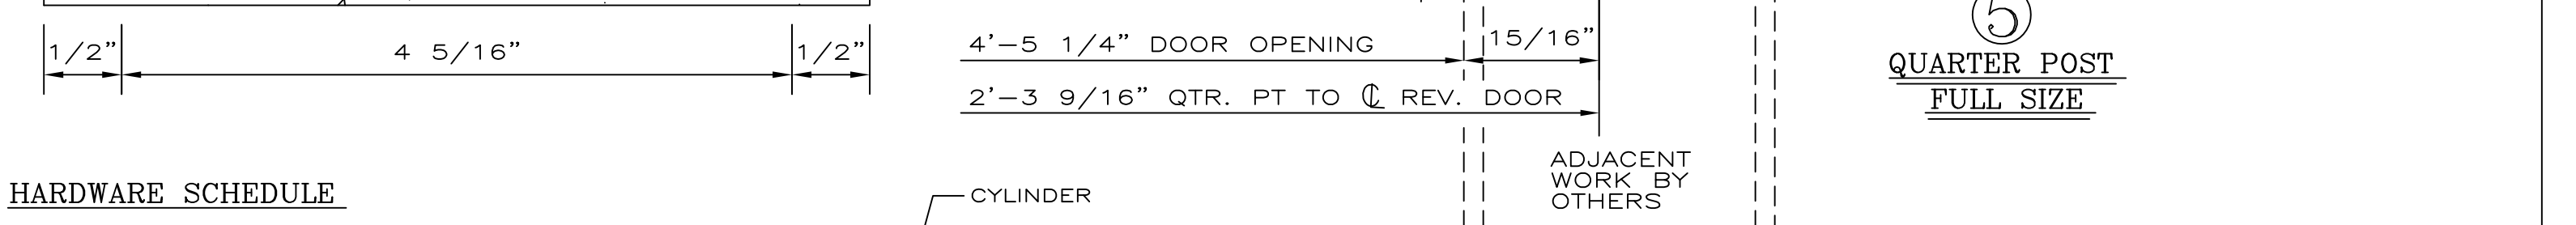 1/2" 4 5/16" 1/2"
4'-5 1/4" DOOR OPENING 15/16"
2'-3 9/16" QTR. PT TO ℄ REV. DOOR
5
QUARTER POST
FULL SIZE
ADJACENT
WORK BY
OTHERS
HARDWARE SCHEDULE
CYLINDER